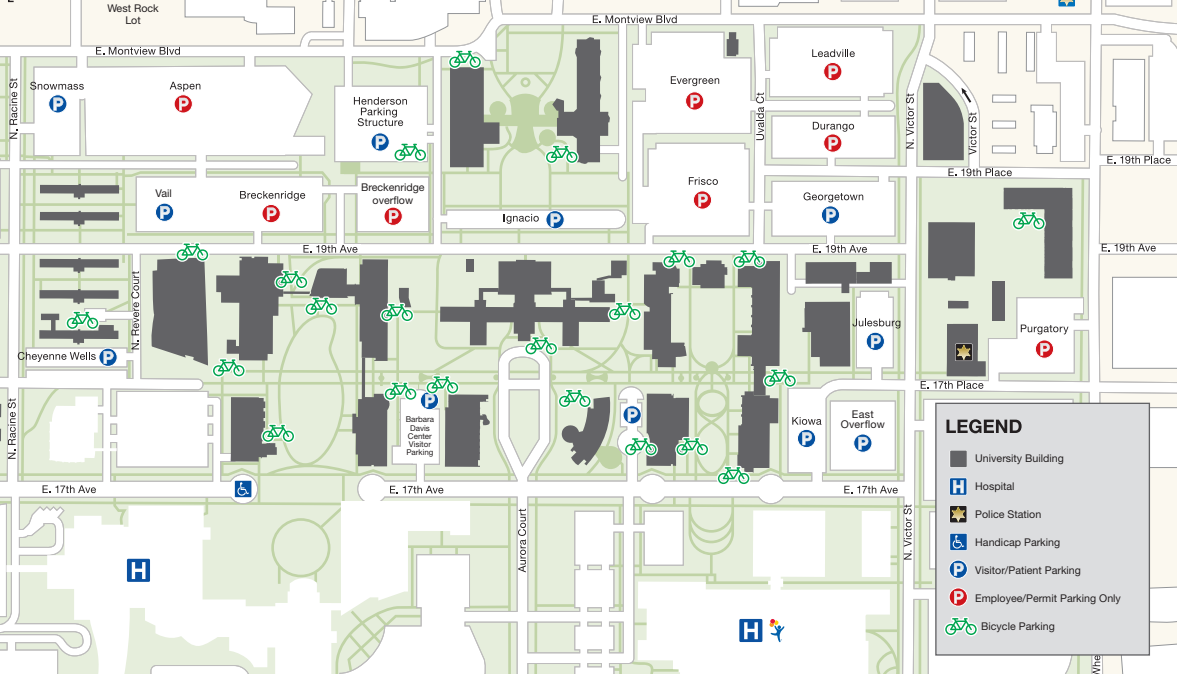 West Rock
Lot
E. Montview Blvd
E. Montview Blvd
Snowmass
P
Aspen
P
Henderson
Parking
Structure
P
Evergreen
P
Leadville
P
Durango
P
N. Racine St
Uvalda Ct
N. Victor St
Victor St
E. 19th Place
E. 19th Place
Vail
P
Breckenridge
P
Breckenridge
overflow
P
Ignacio P
Frisco
P
Georgetown
P
E. 19th Ave
E. 19th Ave
E. 19th Ave
N. Revere Court
Cheyenne Wells P
Julesburg
P
Purgatory
P
E. 17th Place
N. Racine St
P
Barbara
Davis
Center
Visitor
Parking
P
Kiowa
P
East
Overflow
P
E. 17th Ave
E. 17th Ave
E. 17th Ave
Aurora Court
N. Victor St
H
H
LEGEND
University Building
H Hospital
Police Station
Handicap Parking
P Visitor/Patient Parking
P Employee/Permit Parking Only
Bicycle Parking